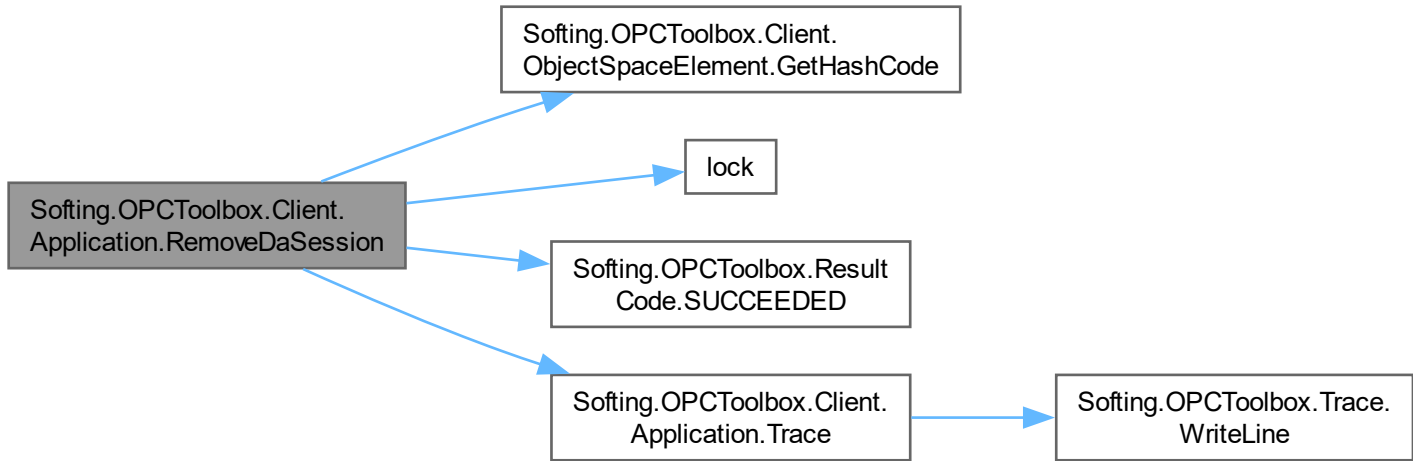 Softing.OPCToolbox.Client.
ObjectSpaceElement.GetHashCode
lock
Softing.OPCToolbox.Client.
Application.RemoveDaSession
Softing.OPCToolbox.Result
Code.SUCCEEDED
Softing.OPCToolbox.Client.
Application.Trace
Softing.OPCToolbox.Trace.
WriteLine